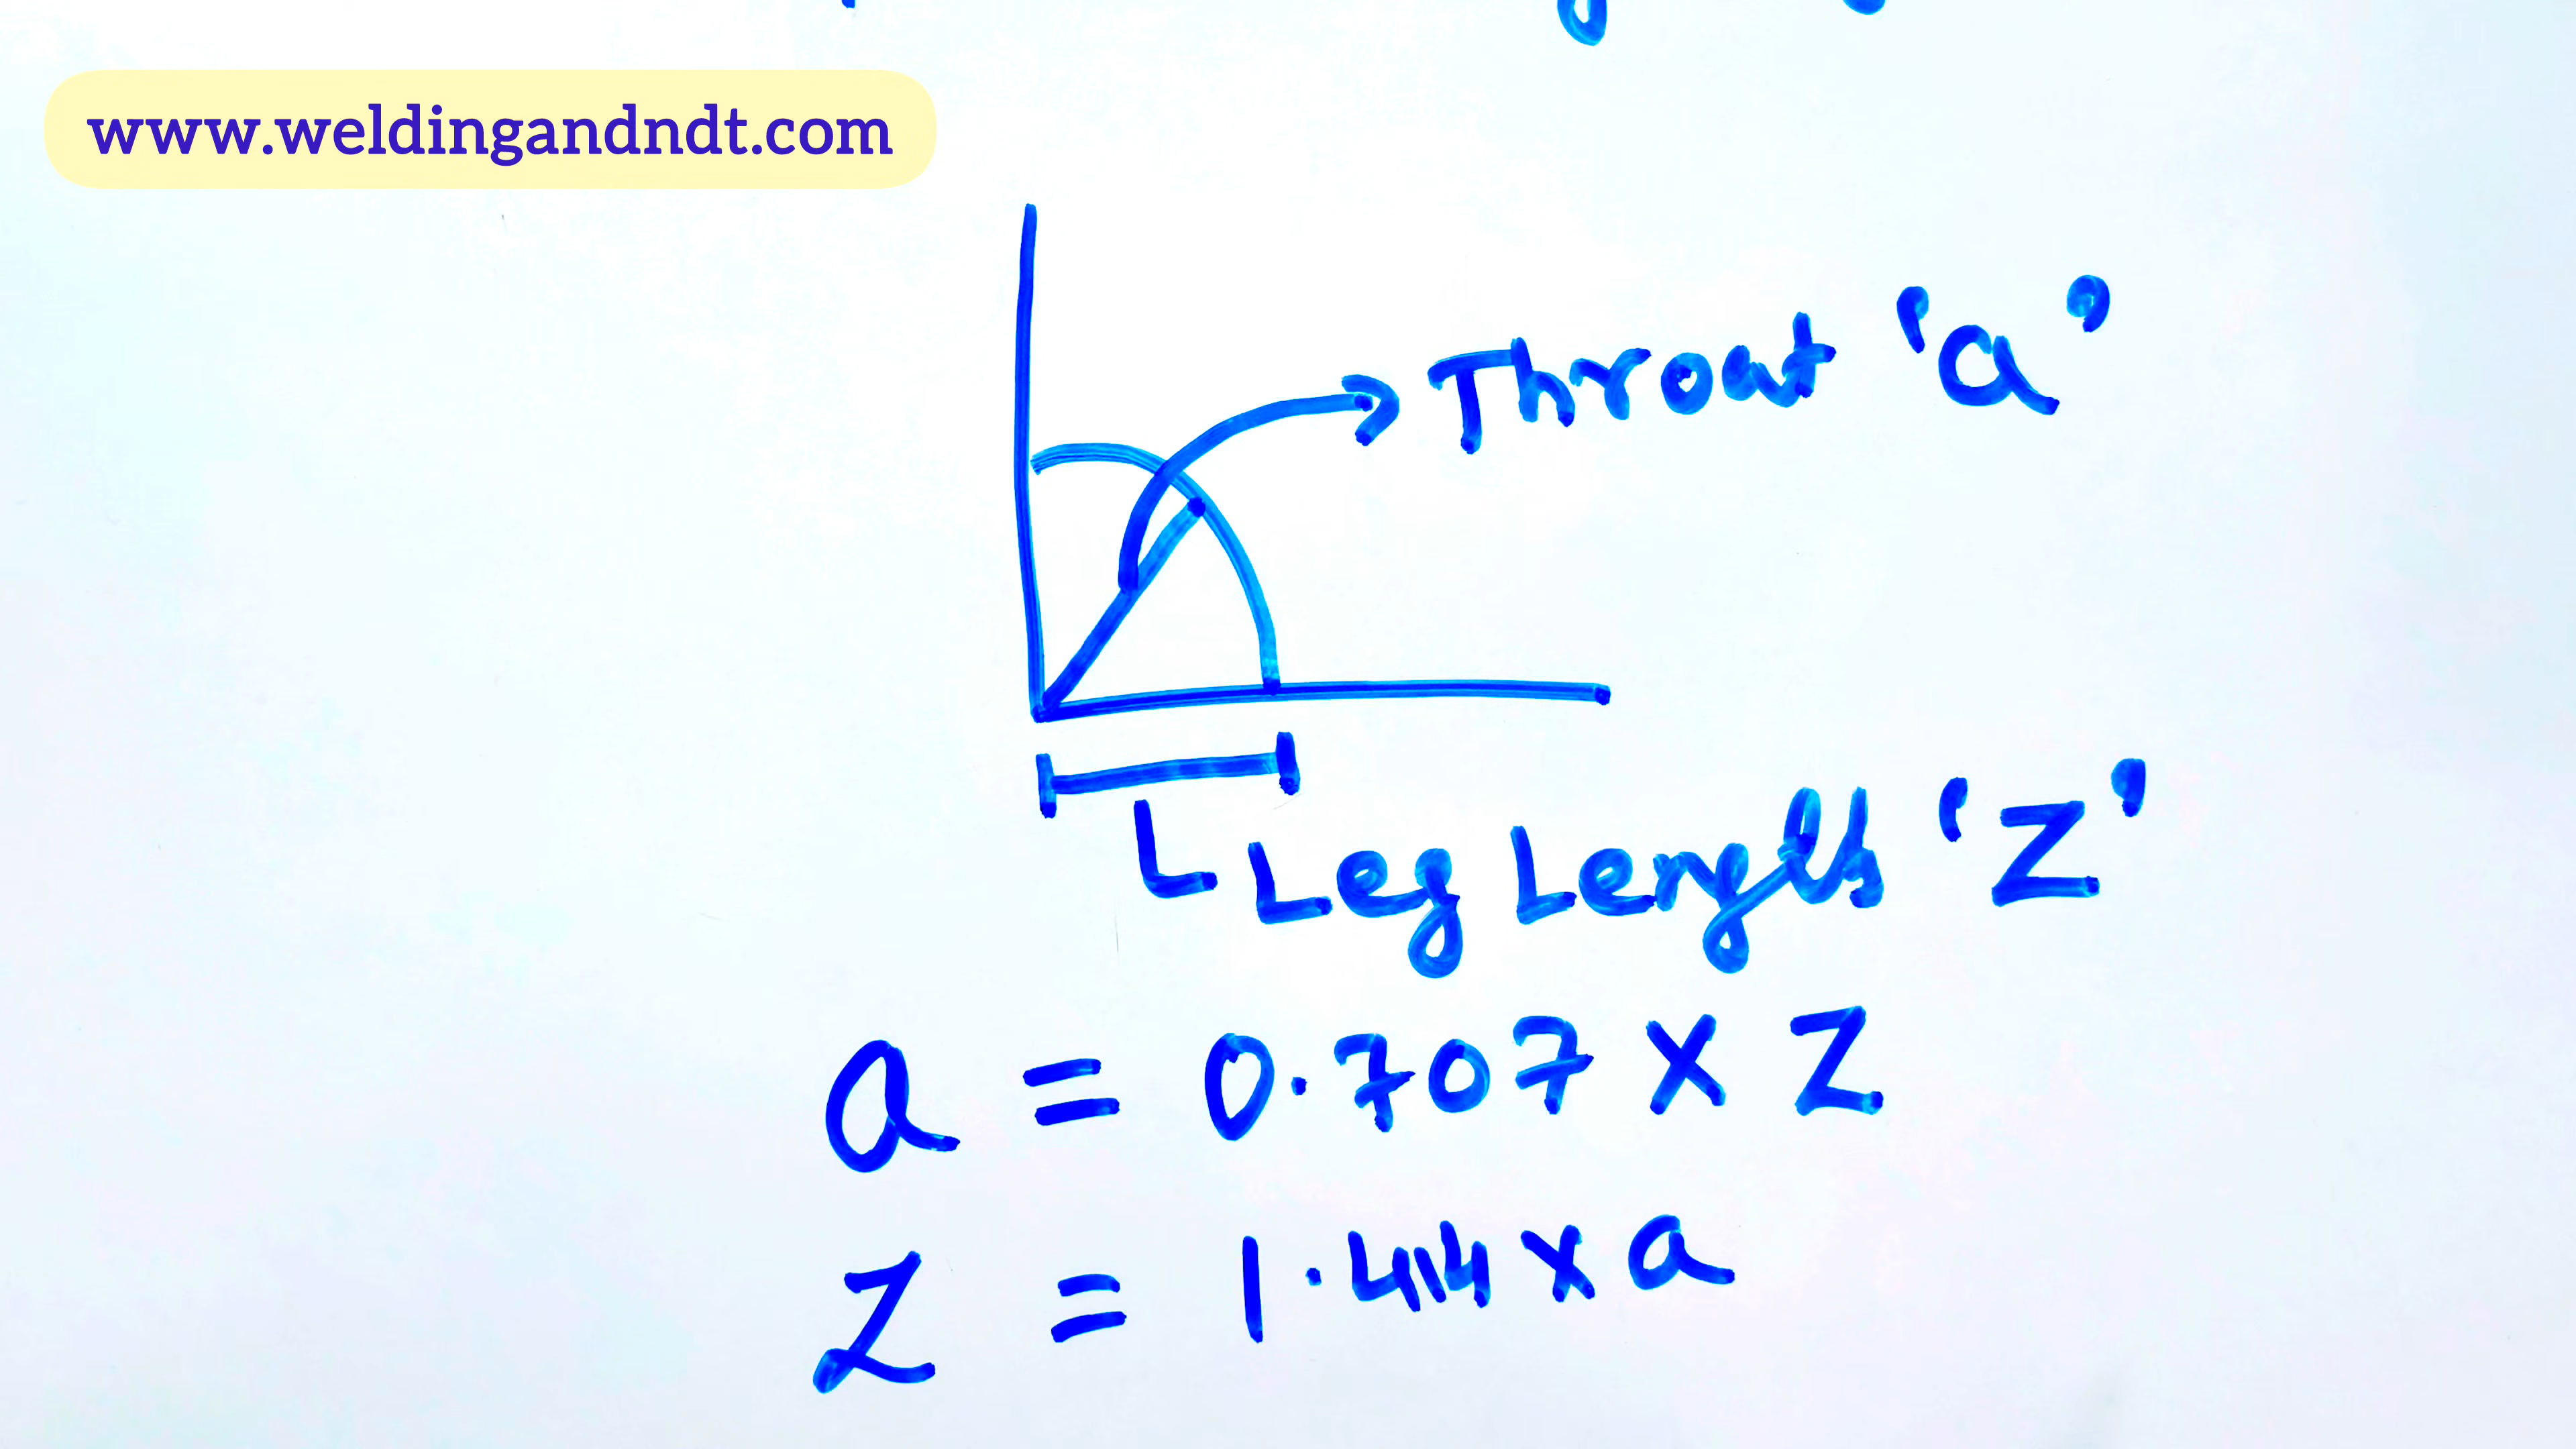 www.weldingandndt.com
Throat 'a'
Leg Length 'Z'
a = 0.707 x Z
Z = 1.414 x a